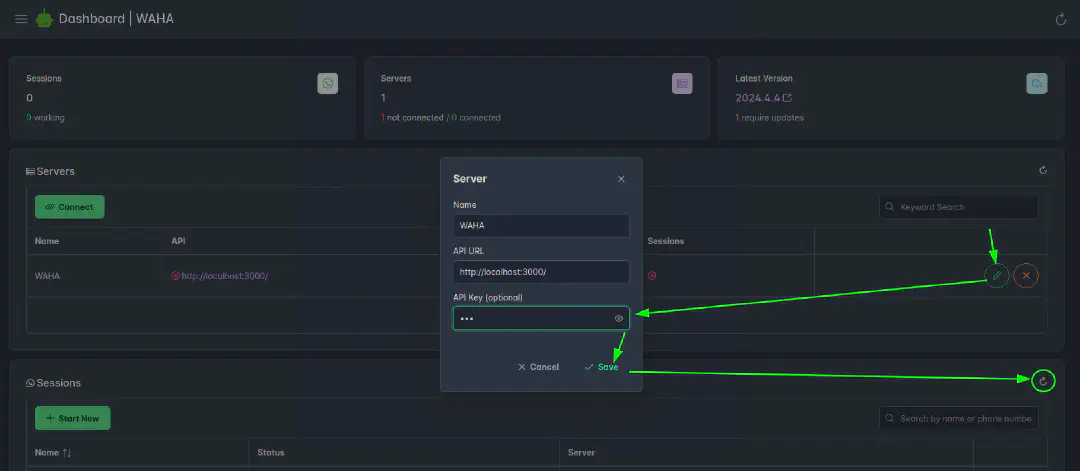 Dashboard | WAHA
Sessions
0
0 working
Servers
1
1 not connected / 0 connected
Latest Version
2024.4.4
1 require updates
Servers
Connect
Keyword Search
Name
API
Sessions
WAHA
http://localhost:3000/
Server
Name
WAHA
API URL
http://localhost:3000/
API Key (optional)
•••
Cancel
Save
Sessions
Start New
Search by name or phone numbe
Name
Status
Server